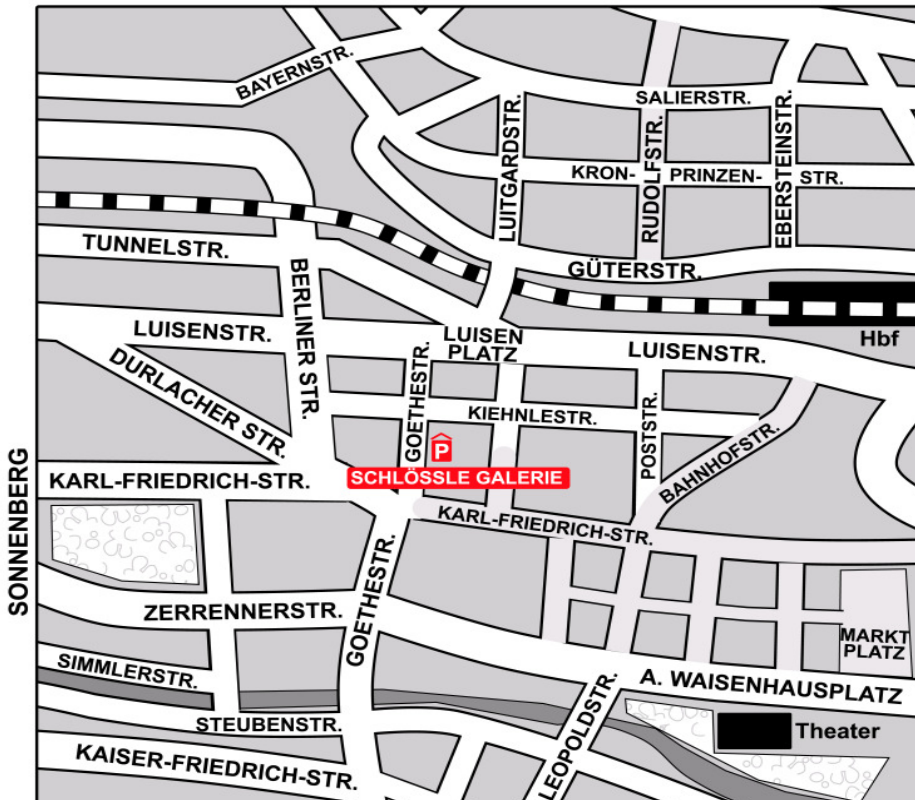 BAYERNSTR.
SALIERSTR.
LUITGARDSTR.
RUDOLFSTR.
EBERSTEINSTR.
KRON- PRINZEN- STR.
TUNNELSTR.
GÜTERSTR.
BERLINER STR.
LUISENSTR.
LUISEN
PLATZ
LUISENSTR.
Hbf
DURLACHER STR.
GOETHESTR.
KIEHNLESTR.
POSTSTR.
BAHNHOFSTR.
P
SCHLÖSSLE GALERIE
KARL-FRIEDRICH-STR.
KARL-FRIEDRICH-STR.
SONNENBERG
GOETHESTR.
ZERRENNERSTR.
MARKT
PLATZ
SIMMLERSTR.
A. WAISENHAUSPLATZ
LEOPOLDSTR.
STEUBENSTR.
Theater
KAISER-FRIEDRICH-STR.